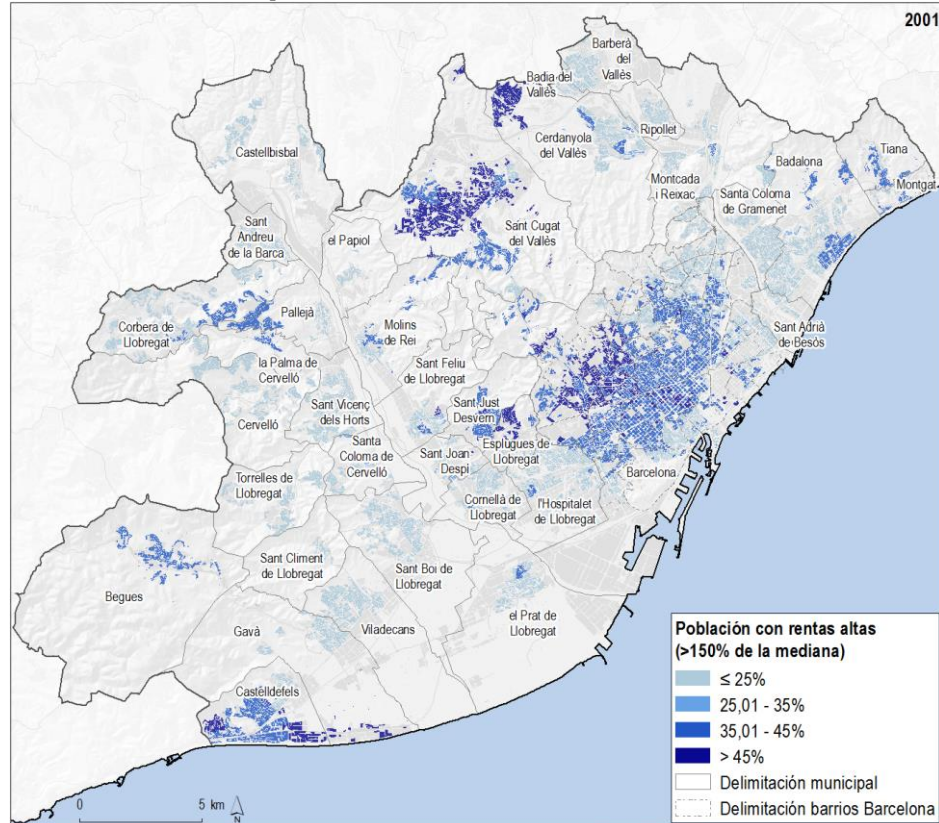 2001
Barberà
del
Vallès
Badia del
Vallès
Cerdanyola
del Vallès
Ripollet
Castellbisbal
Montcada
i Reixac
Badalona
Tiana
Montgat
Santa Coloma
de Gramenet
Sant
Andreu
de la Barca
el Papiol
Sant Cugat
del Vallès
Corbera de
Llobregat
Pallejà
Molins
de Rei
Sant Adrià
de Besòs
la Palma de
Cervelló
Sant Feliu
de Llobregat
Cervelló
Sant Vicenç
dels Horts
Sant Just
Desvern
Santa
Coloma de
Cervelló
Sant Joan
Despí
Esplugues de
Llobregat
Barcelona
Torrelles de
Llobregat
Cornellà de
Llobregat
l'Hospitalet
de Llobregat
Sant Climent
de Llobregat
Sant Boi de
Llobregat
Begues
el Prat de
Llobregat
Gavà
Viladecans
Castelldefels
Población con rentas altas
(>150% de la mediana)
≤ 25%
25,01 - 35%
35,01 - 45%
> 45%
Delimitación municipal
Delimitación barrios Barcelona
0 5 km
N